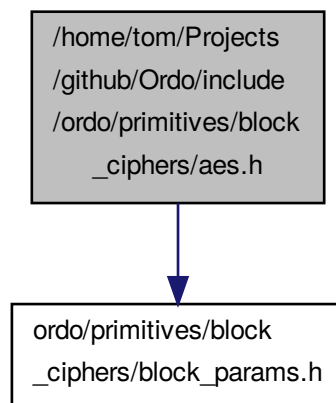 /home/tom/Projects
/github/Ordo/include
/ordo/primitives/block
_ciphers/aes.h
ordo/primitives/block
_ciphers/block_params.h